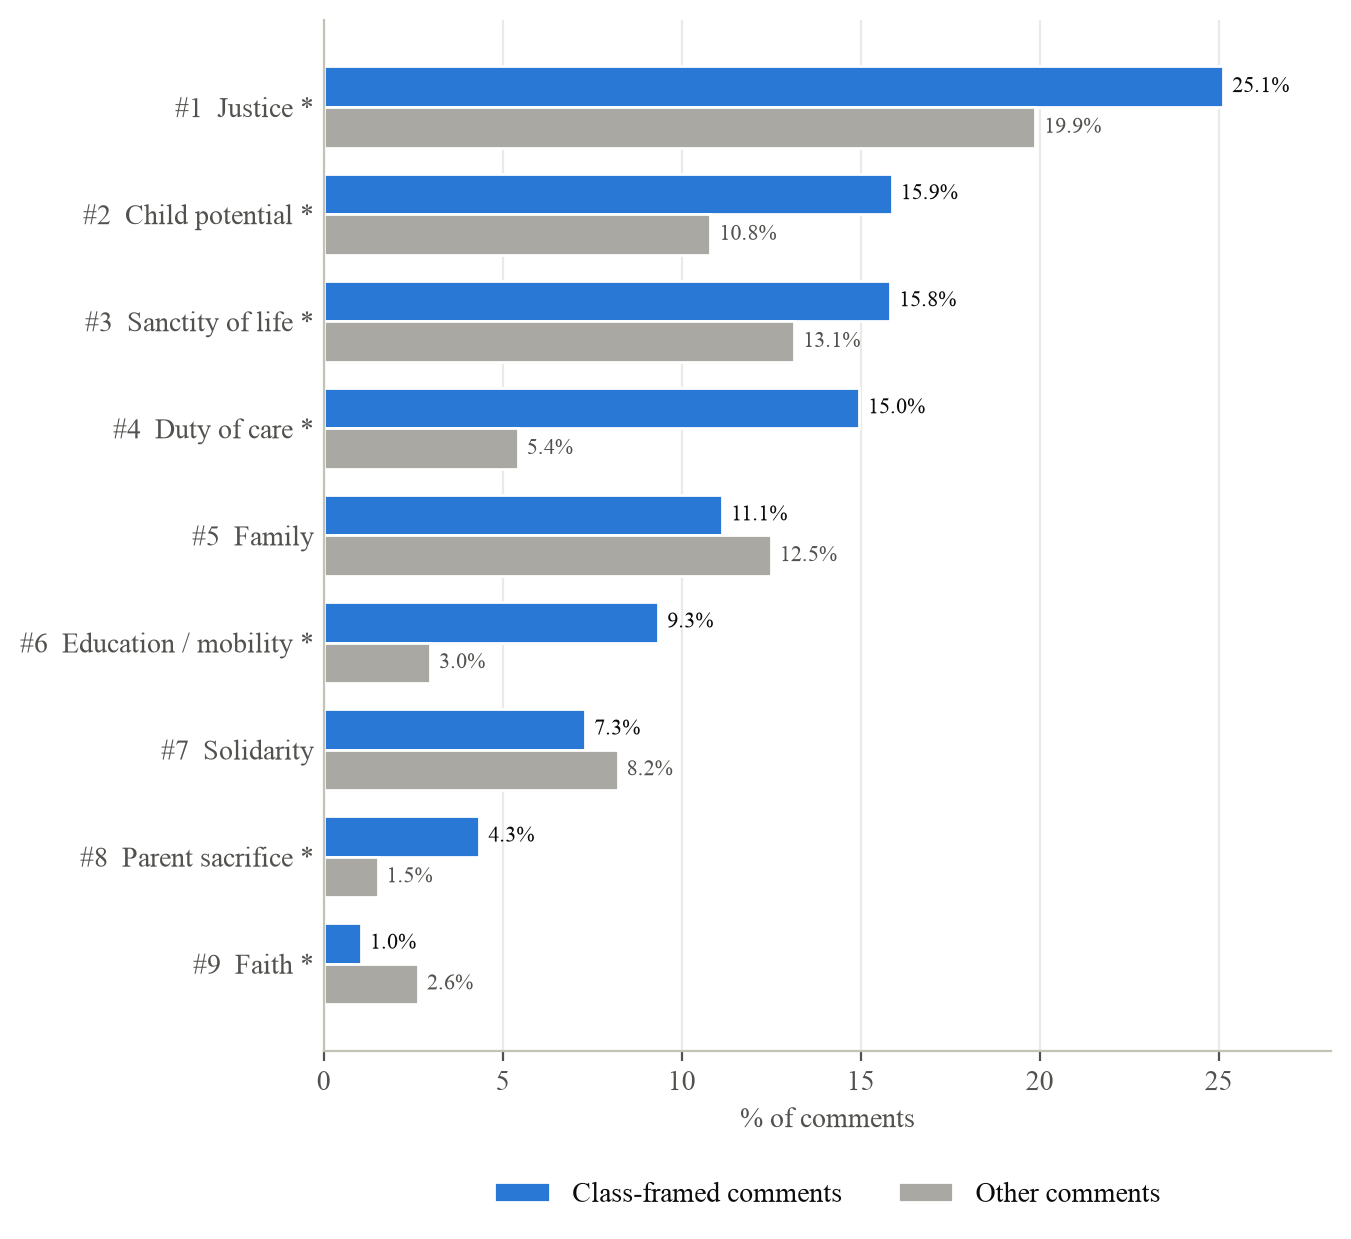 25.1%
#1 Justice *
19.9%
15.9%
#2 Child potential *
10.8%
15.8%
#3 Sanctity of life *
13.1%
15.0%
#4 Duty of care *
5.4%
11.1%
#5 Family
12.5%
9.3%
#6 Education / mobility *
3.0%
7.3%
#7 Solidarity
8.2%
4.3%
#8 Parent sacrifice *
1.5%
1.0%
#9 Faith *
2.6%
0 5 10 15 20 25
% of comments
Class-framed comments Other comments